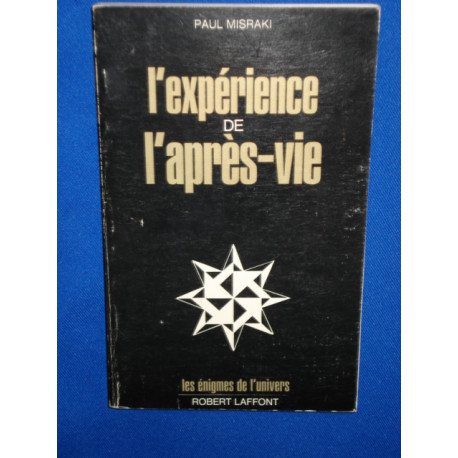 PAUL MISRAKI
l'expérience
DE
l'après-vie
les énigmes de l'univers
ROBERT LAFFONT